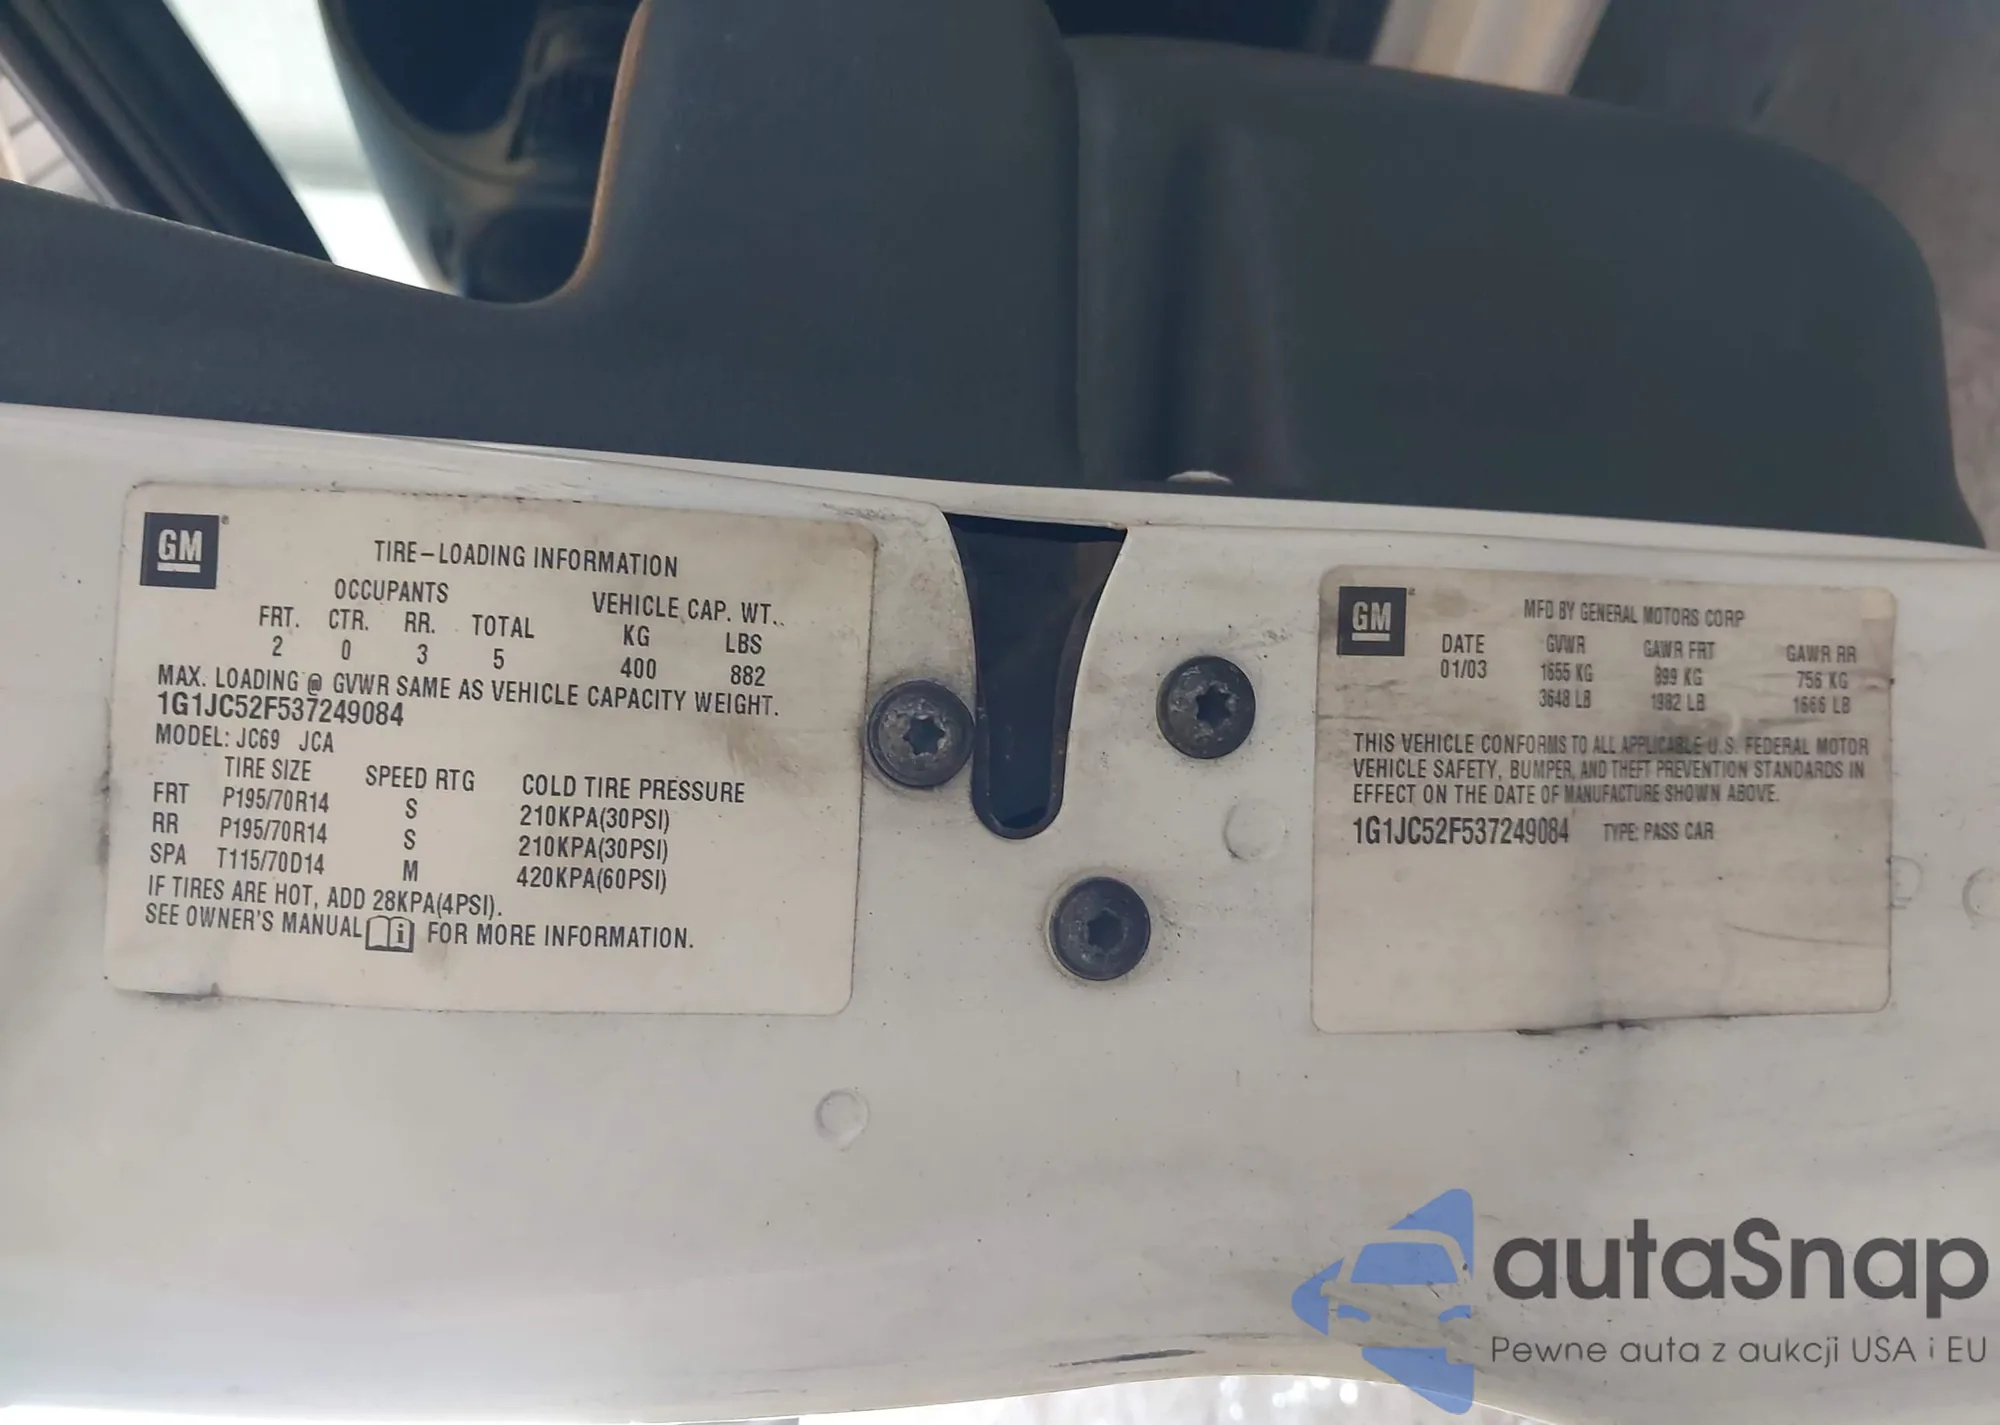 GM
TIRE-LOADING INFORMATION
OCCUPANTS
VEHICLE CAP. WT.
FRT. CTR. RR. TOTAL KG LBS
2 0 3 5 400 882
MAX. LOADING @ GVWR SAME AS VEHICLE CAPACITY WEIGHT.
1G1JC52F537249084
MODEL: JC69 JCA
TIRE SIZE SPEED RTG COLD TIRE PRESSURE
FRT P195/70R14 S 210KPA(30PSI)
RR P195/70R14 S 210KPA(30PSI)
SPA T115/70D14 M 420KPA(60PSI)
IF TIRES ARE HOT, ADD 28KPA(4PSI).
SEE OWNER'S MANUAL i FOR MORE INFORMATION.
GM
MFD BY GENERAL MOTORS CORP
DATE GVWR GAWR FRT GAWR RR
01/03 1655 KG 899 KG 756 KG
3648 LB 1982 LB 1666 LB
THIS VEHICLE CONFORMS TO ALL APPLICABLE U.S. FEDERAL MOTOR
VEHICLE SAFETY, BUMPER, AND THEFT PREVENTION STANDARDS IN
EFFECT ON THE DATE OF MANUFACTURE SHOWN ABOVE.
1G1JC52F537249084 TYPE: PASS CAR
autaSnap
Pewne auta z aukcji USA i EU